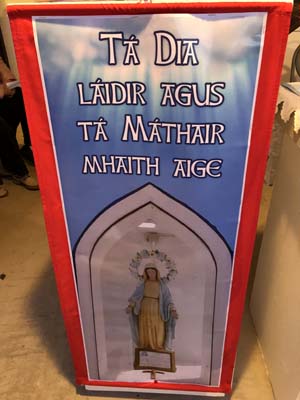 Tá Dia
láidir agus
tá Máthair
mhaith aige